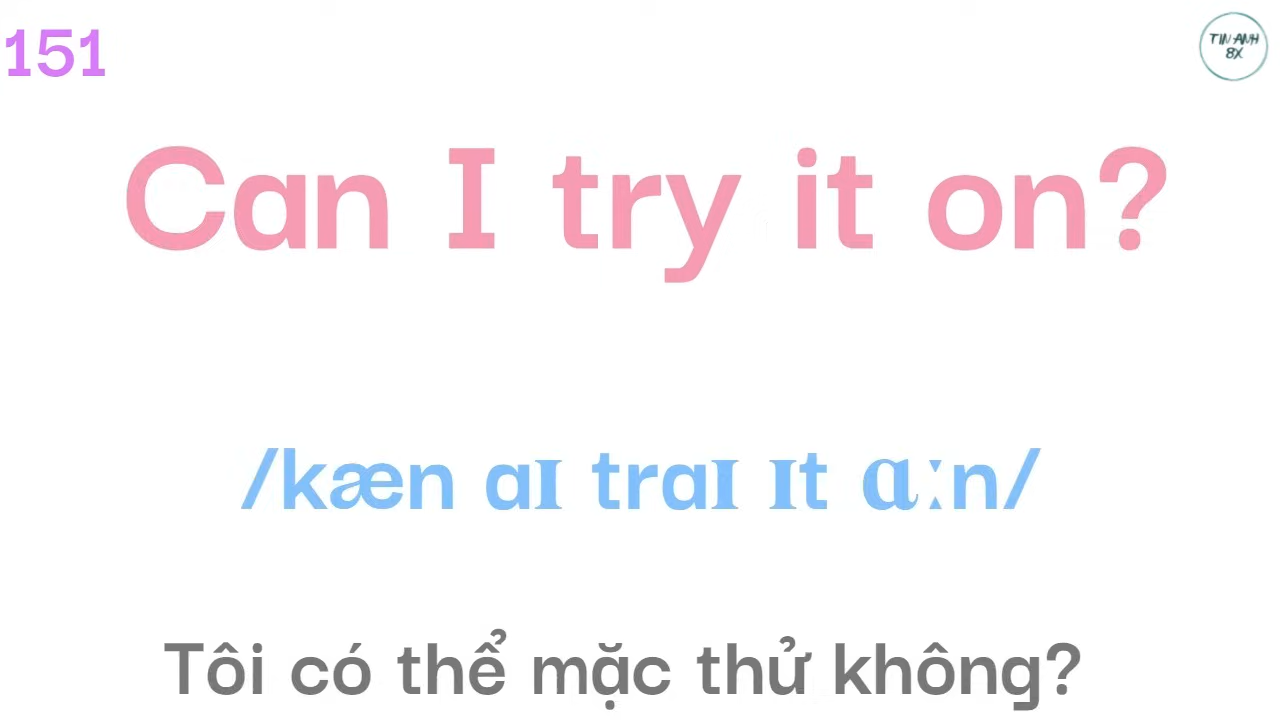 151
TIN ANH
8X
Can I try it on?
/kæn aɪ traɪ ɪt ɑːn/
Tôi có thể mặc thử không?